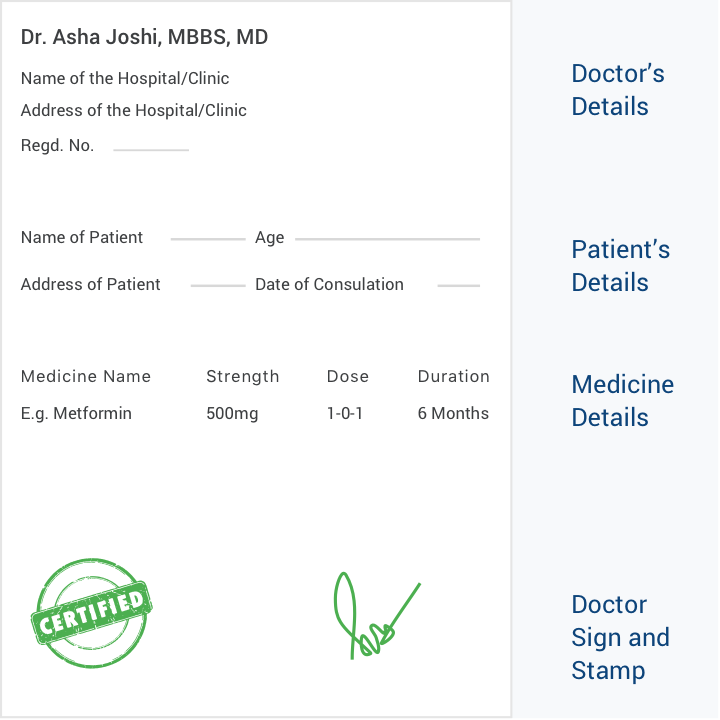 Dr. Asha Joshi, MBBS, MD
Name of the Hospital/Clinic
Address of the Hospital/Clinic
Regd. No.
Doctor's
Details
Name of Patient Age
Address of Patient Date of Consulation
Patient's
Details
Medicine Name Strength Dose Duration
E.g. Metformin 500mg 1-0-1 6 Months
Medicine
Details
CERTIFIED
Doctor
Sign and
Stamp